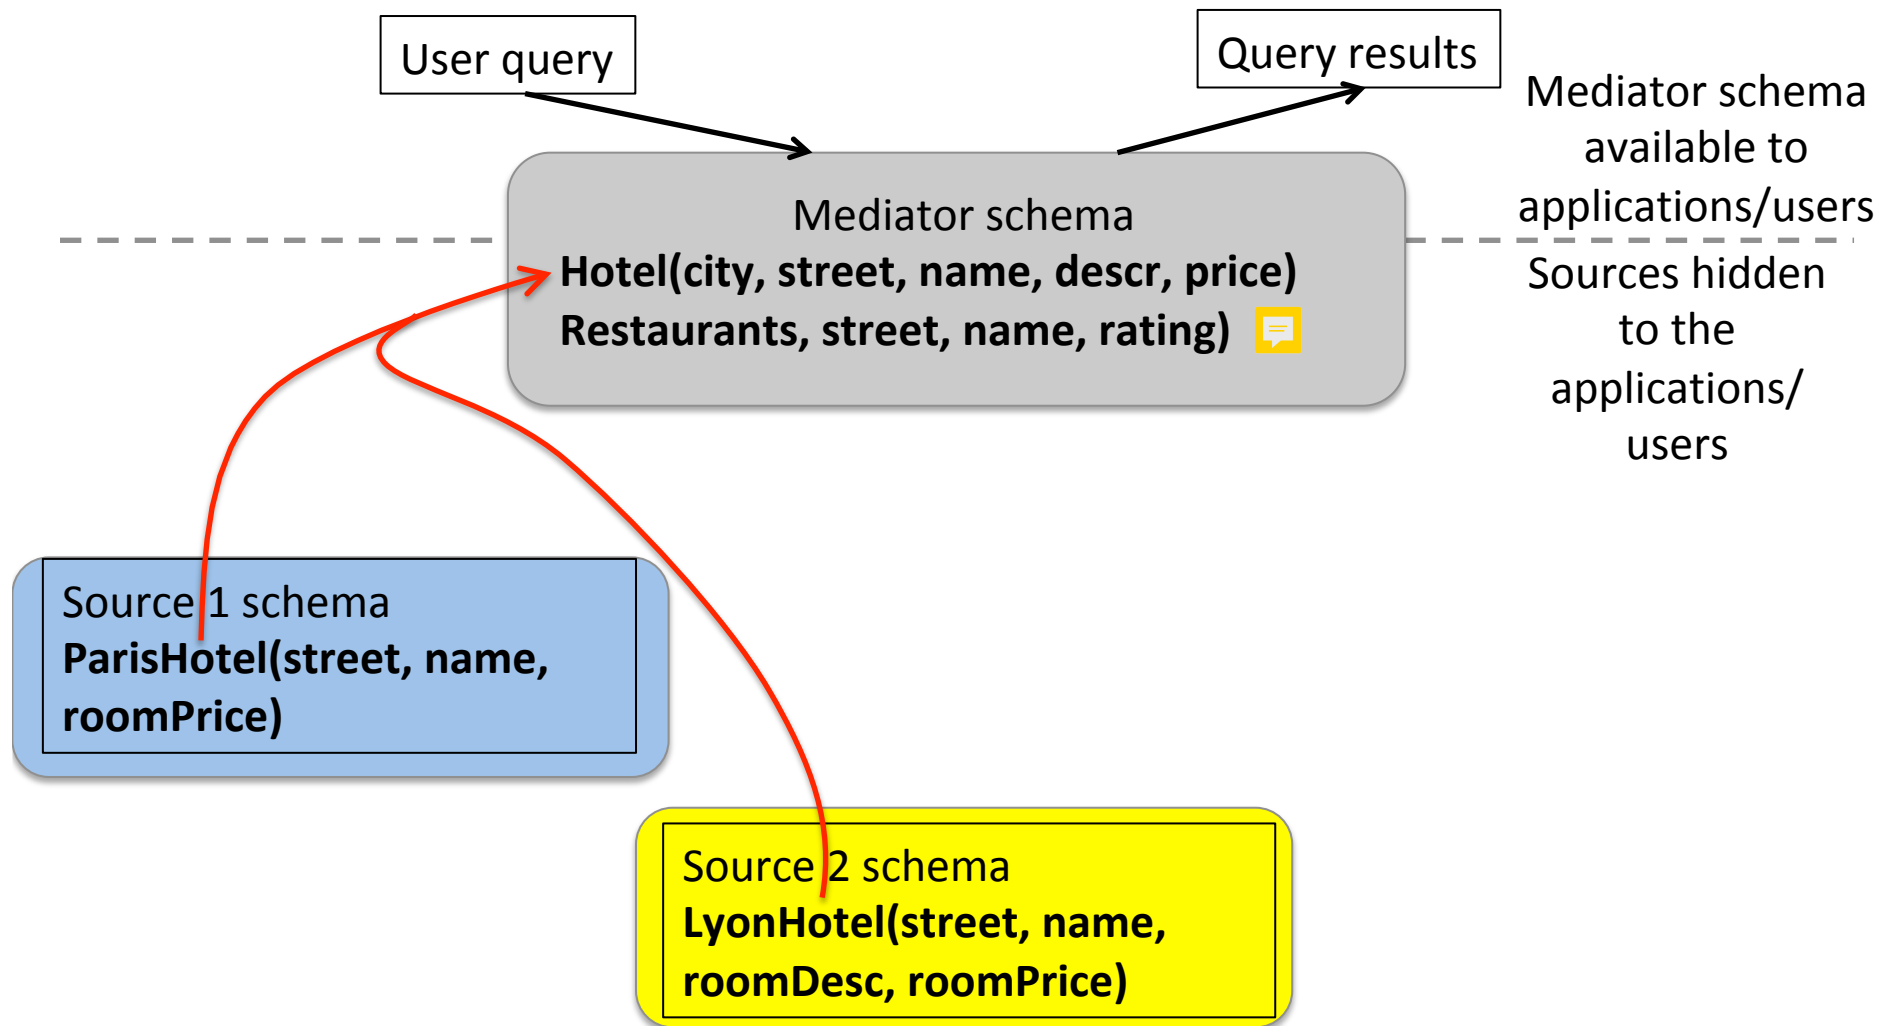 User query
Query results
Mediator schema
available to
applications/users
Mediator schema
Hotel(city, street, name, descr, price)
Restaurants, street, name, rating)
Sources hidden
to the
applications/
users
Source 1 schema
ParisHotel(street, name,
roomPrice)
Source 2 schema
LyonHotel(street, name,
roomDesc, roomPrice)